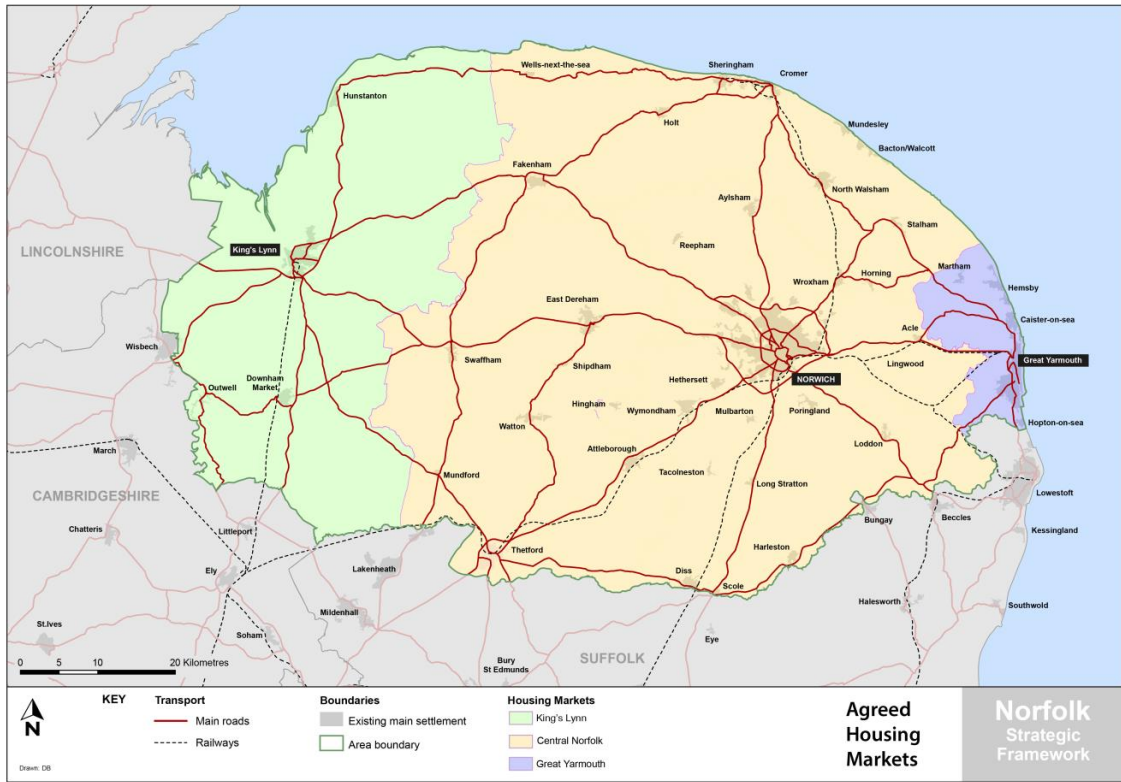 Wells-next-the-sea
Sheringham
Cromer
Hunstanton
Holt
Mundesley
Bacton/Walcott
Fakenham
North Walsham
Aylsham
Stalham
LINCOLNSHIRE
King's Lynn
Reepham
Martham
Wroxham
Horning
Hemsby
East Dereham
Caister-on-sea
Acle
Wisbech
Swaffham
Shipdham
Lingwood
Great Yarmouth
Outwell
Downham
Market
Hethersett
NORWICH
Hingham
Wymondham
Mulbarton
Poringland
Watton
Hopton-on-sea
Loddon
March
Attleborough
Tacolneston
Mundford
Long Stratton
CAMBRIDGESHIRE
Lowestoft
Bungay
Beccles
Chatteris
Littleport
Kessingland
Thetford
Harleston
Lakenheath
Ely
Diss
Scole
Mildenhall
Halesworth
Southwold
St.Ives
Soham
Eye
SUFFOLK
Bury
St Edmunds
0 5 10 20 Kilometres
N
Drawn: DB
KEY
Transport
Main roads
Railways
Boundaries
Existing main settlement
Area boundary
Housing Markets
King's Lynn
Central Norfolk
Great Yarmouth
Agreed
Housing
Markets
Norfolk
Strategic
Framework